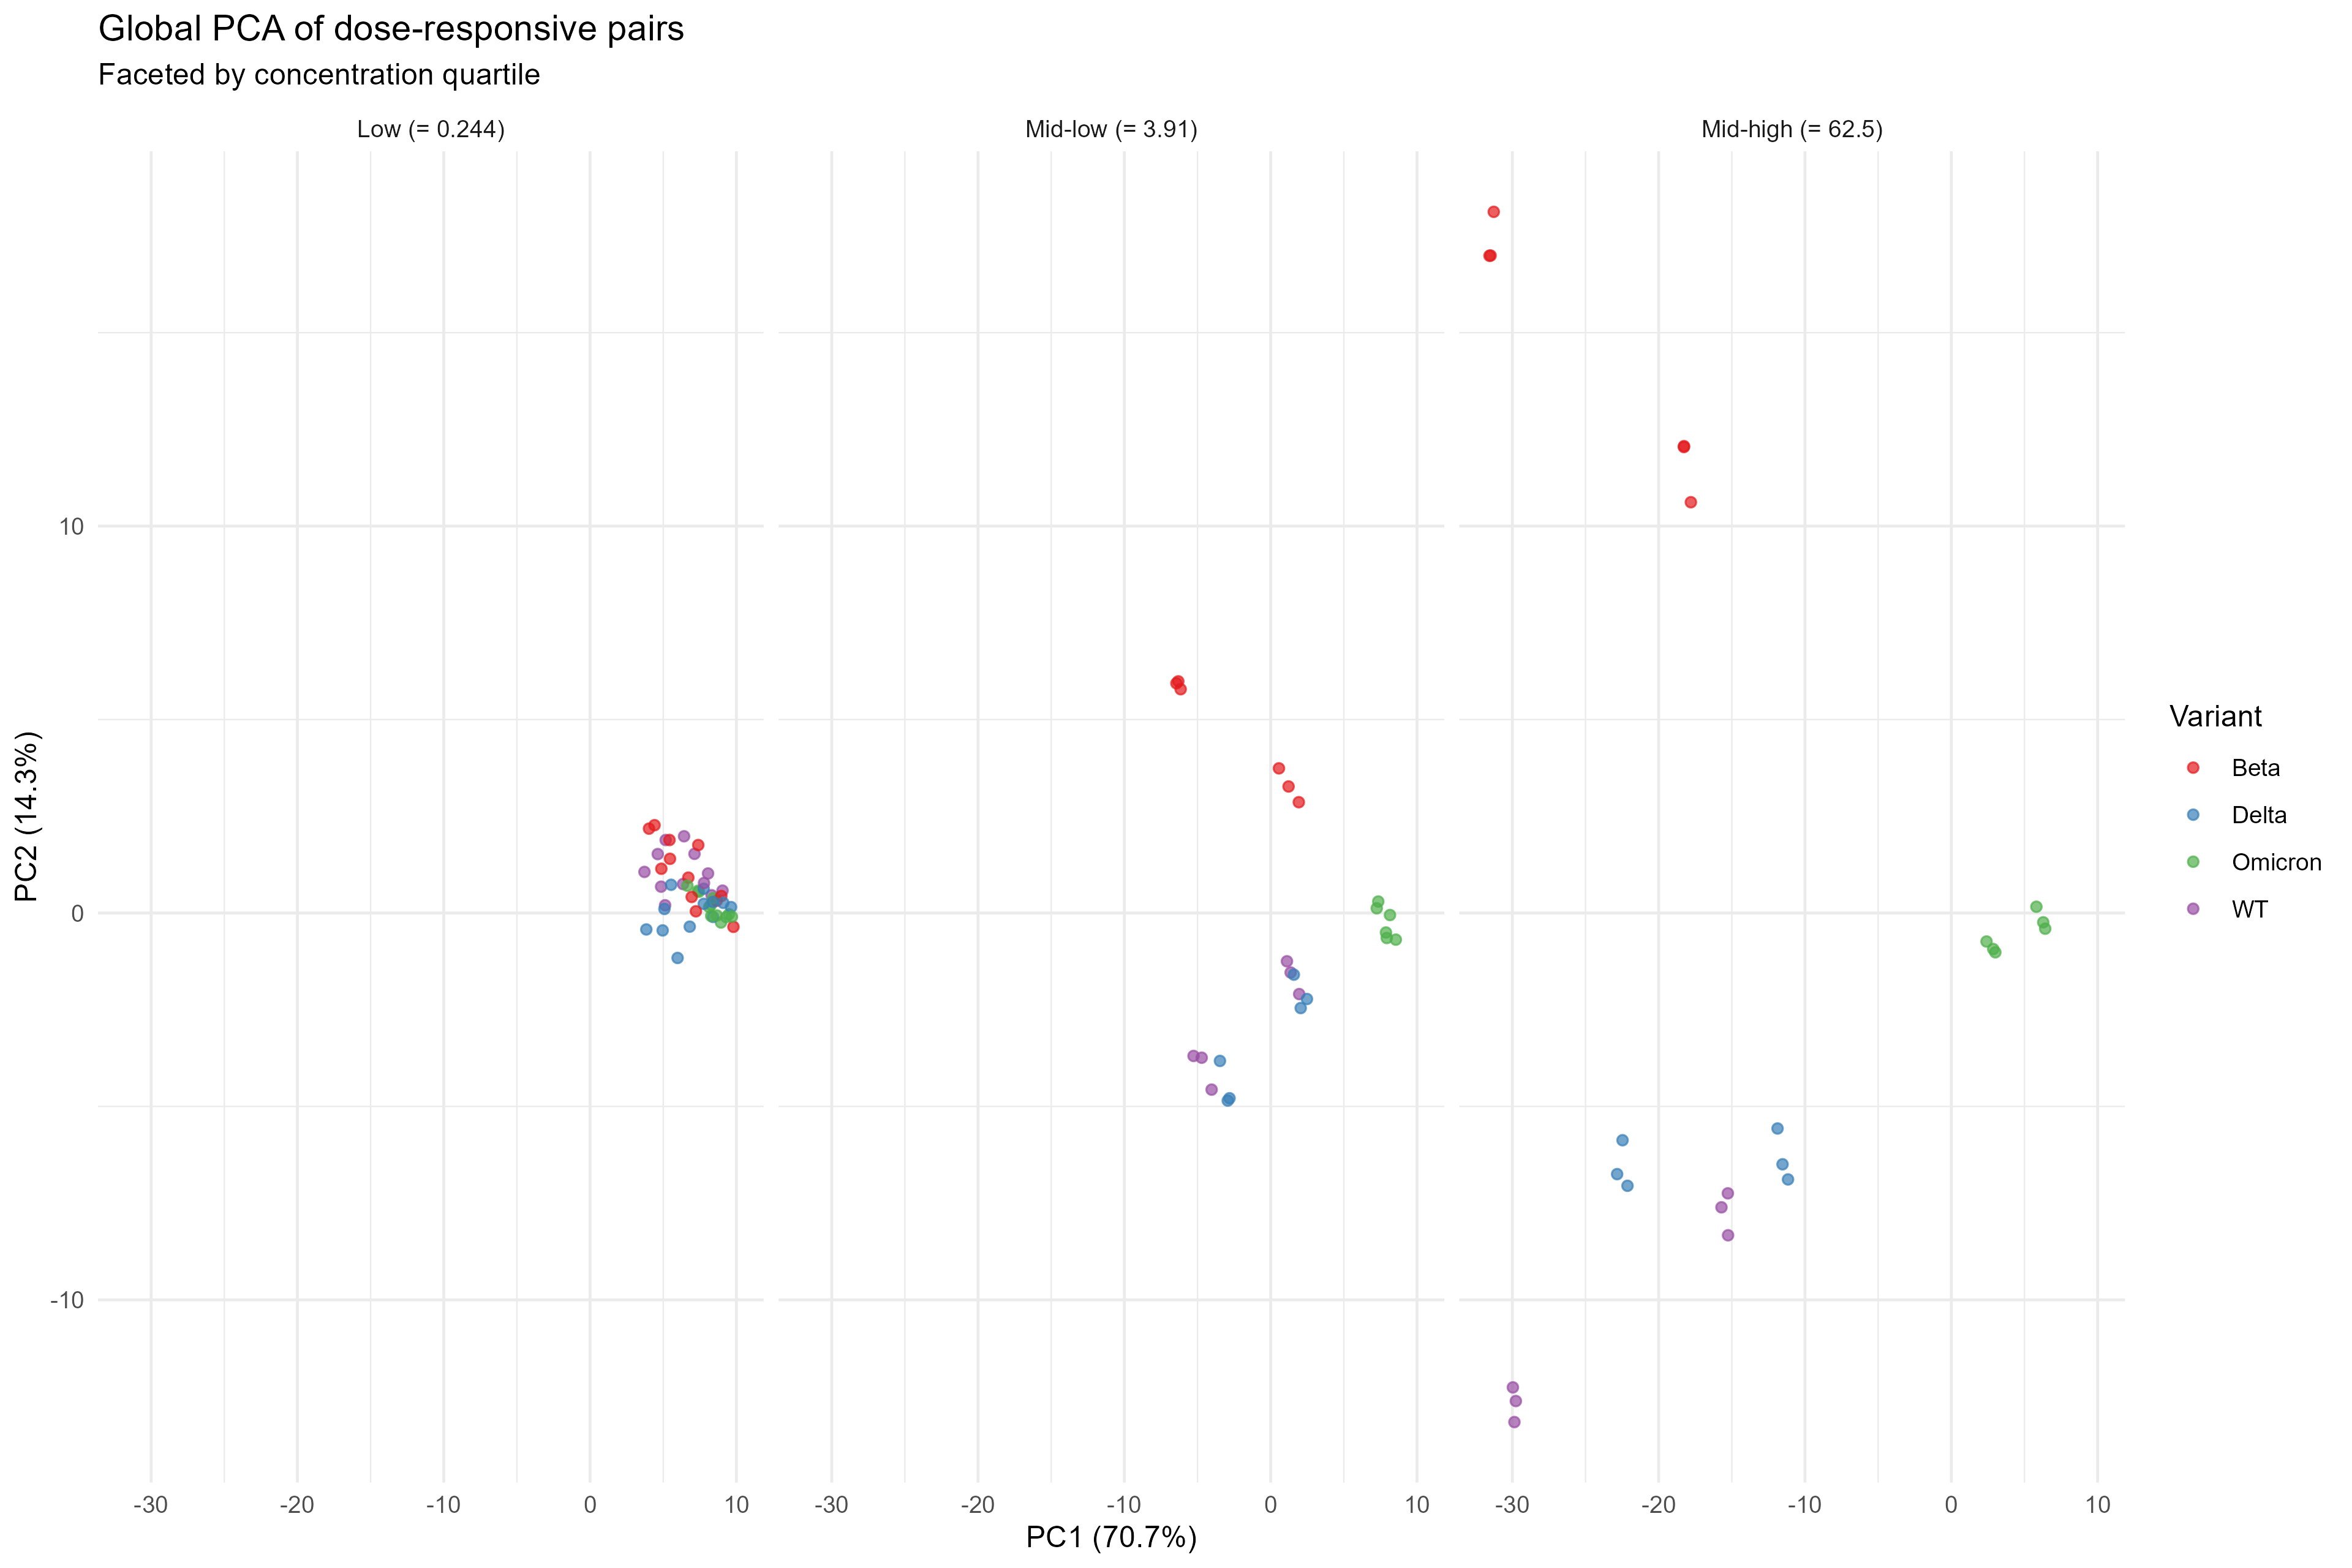 Global PCA of dose-responsive pairs
Faceted by concentration quartile
Low (= 0.244)
Mid-low (= 3.91)
Mid-high (= 62.5)
PC2 (14.3%)
10
0
-10
-30 -20 -10 0 10
-30 -20 -10 0 10
-30 -20 -10 0 10
PC1 (70.7%)
Variant
Beta
Delta
Omicron
WT